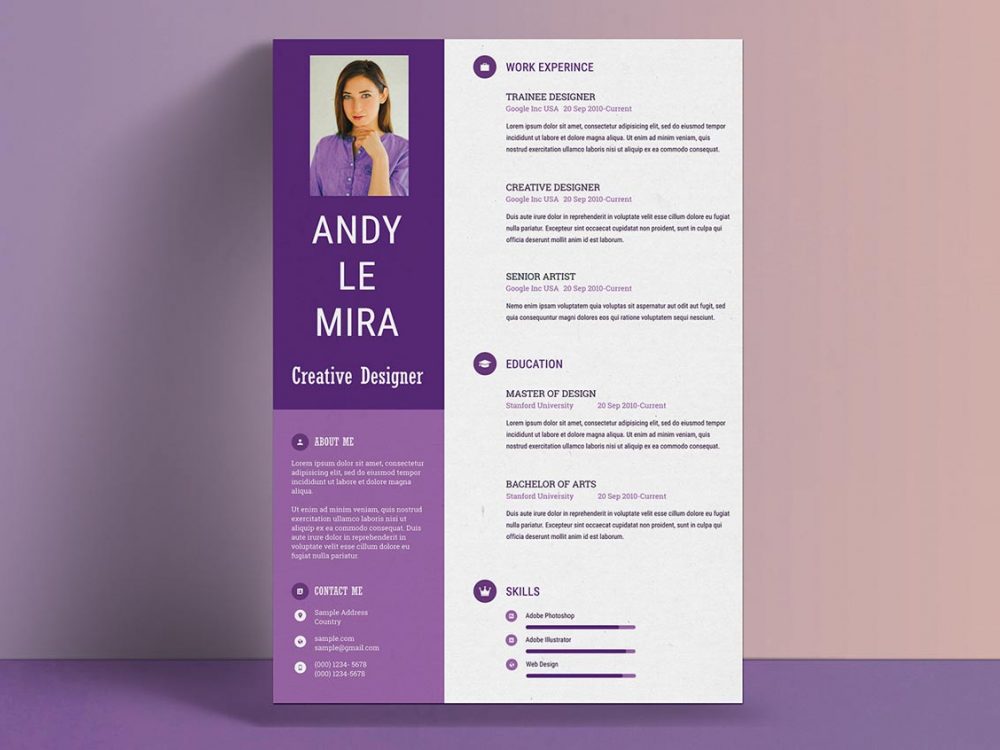 ANDY
LE
MIRA
Creative Designer
ABOUT ME
Lorem ipsum dolor sit amet, consectetur
adipisicing elit, sed do eiusmod tempor
incididunt ut labore et dolore magna
aliqua.
Ut enim ad minim veniam, quis nostrud
exercitation ullamco laboris nisi ut aliquip
ex ea commodo consequat. Duis
aute irure dolor in reprehenderit in
voluptate velit esse cillum dolore eu
fugiat nulla pariatur.
CONTACT ME
Sample Address
Country
sample.com
sample@gmail.com
(000) 1234- 5678
(000) 1234-5678
WORK EXPERINCE
TRAINEE DESIGNER
Google Inc USA 20 Sep 2010-Current
Lorem ipsum dolor sit amet, consectetur adipisicing elit, sed do eiusmod tempor
incididunt ut labore et dolore magna aliqua. Ut enim ad minim veniam, quis
nostrud exercitation ullamco laboris nisi ut aliquip ex ea commodo consequat.
CREATIVE DESIGNER
Google Inc USA 20 Sep 2010-Current
Duis aute irure dolor in reprehenderit in voluptate velit esse cillum dolore eu fugiat
nulla pariatur. Excepteur sint occaecat cupidatat non proident, sunt in culpa qui
officia deserunt mollit anim id est laborum.
SENIOR ARTIST
Google Inc USA 20 Sep 2010-Current
Nemo enim ipsam voluptatem quia voluptas sit aspernatur aut odit aut fugit, sed
quia consequuntur magni dolores eos qui ratione voluptatem sequi nesciunt.
EDUCATION
MASTER OF DESIGN
Stanford University 20 Sep 2010-Current
Lorem ipsum dolor sit amet, consectetur adipisicing elit, sed do eiusmod tempor
incididunt ut labore et dolore magna aliqua. Ut enim ad minim veniam, quis
nostrud exercitation ullamco laboris nisi ut aliquip ex ea commodo consequat.
BACHELOR OF ARTS
Stanford University 20 Sep 2010-Current
Duis aute irure dolor in reprehenderit in voluptate velit esse cillum dolore eu fugiat
nulla pariatur. Excepteur sint occaecat cupidatat non proident, sunt in culpa qui
officia deserunt mollit anim id est laborum.
SKILLS
Adobe Photoshop
Adobe Illustrator
Web Design